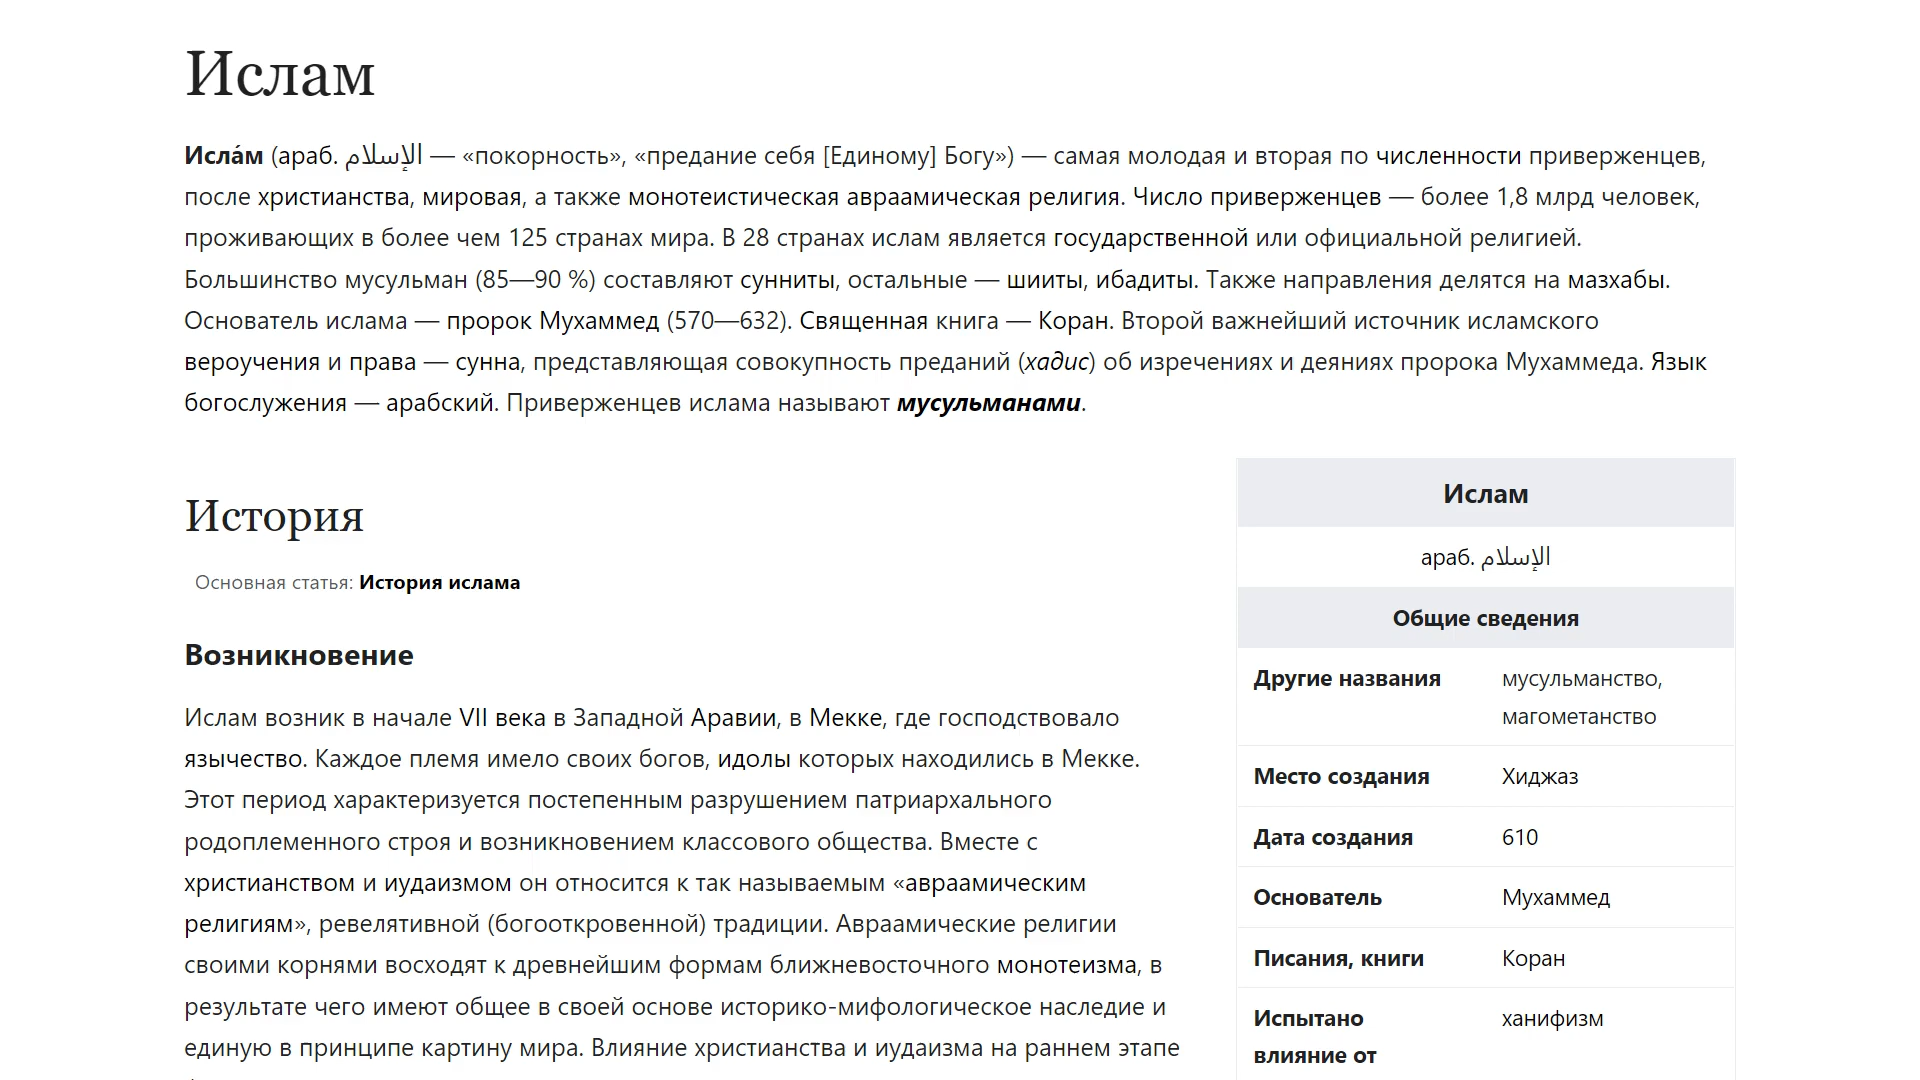 Ислам
Исла́м (араб. الإسلام — «покорность», «предание себя [Единому] Богу») — самая молодая и вторая по численности приверженцев,
после христианства, мировая, а также монотеистическая авраамическая религия. Число приверженцев — более 1,8 млрд человек,
проживающих в более чем 125 странах мира. В 28 странах ислам является государственной или официальной религией.
Большинство мусульман (85—90 %) составляют сунниты, остальные — шииты, ибадиты. Также направления делятся на мазхабы.
Основатель ислама — пророк Мухаммед (570—632). Священная книга — Коран. Второй важнейший источник исламского
вероучения и права — сунна, представляющая совокупность преданий (хадис) об изречениях и деяниях пророка Мухаммеда. Язык
богослужения — арабский. Приверженцев ислама называют мусульманами.
История
Основная статья: История ислама
Возникновение
Ислам возник в начале VII века в Западной Аравии, в Мекке, где господствовало
язычество. Каждое племя имело своих богов, идолы которых находились в Мекке.
Этот период характеризуется постепенным разрушением патриархального
родоплеменного строя и возникновением классового общества. Вместе с
христианством и иудаизмом он относится к так называемым «авраамическим
религиям», ревелятивной (богооткровенной) традиции. Авраамические религии
своими корнями восходят к древнейшим формам ближневосточного монотеизма, в
результате чего имеют общее в своей основе историко-мифологическое наследие и
единую в принципе картину мира. Влияние христианства и иудаизма на раннем этапе
Ислам
араб. الإسلام
Общие сведения
Другие названия мусульманство,
магометанство
Место создания Хиджаз
Дата создания 610
Основатель Мухаммед
Писания, книги Коран
Испытано ханифизм
влияние от